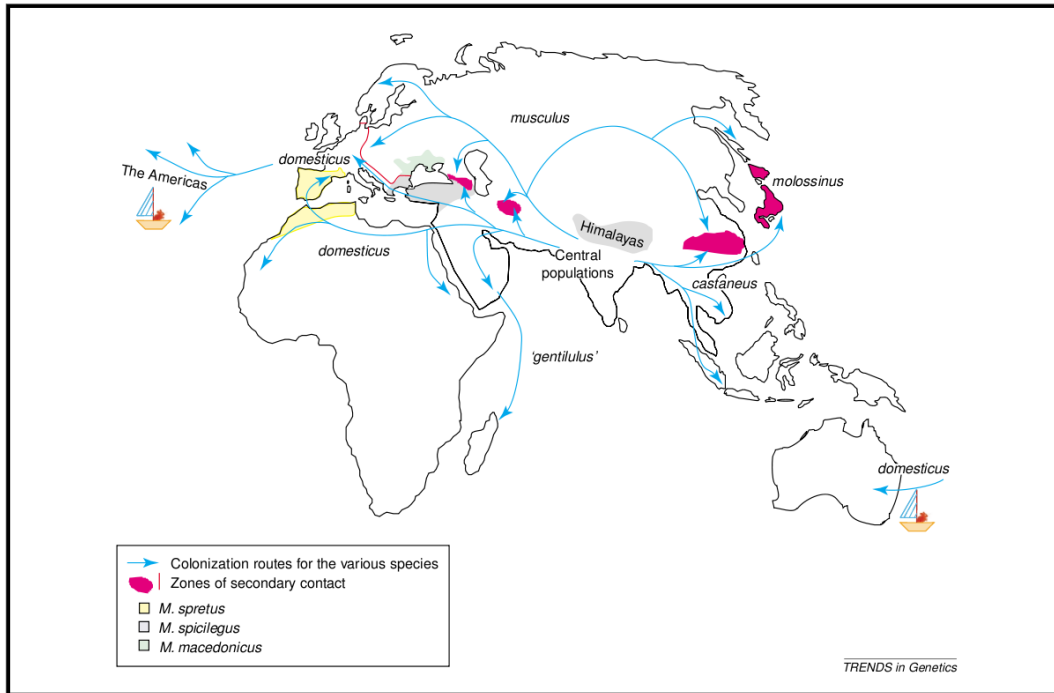 musculus
domesticus
The Americas
molossinus
Himalayas
domesticus
Central
populations
castaneus
'gentilulus'
domesticus
Colonization routes for the various species
Zones of secondary contact
M. spretus
M. spicilegus
M. macedonicus
TRENDS in Genetics